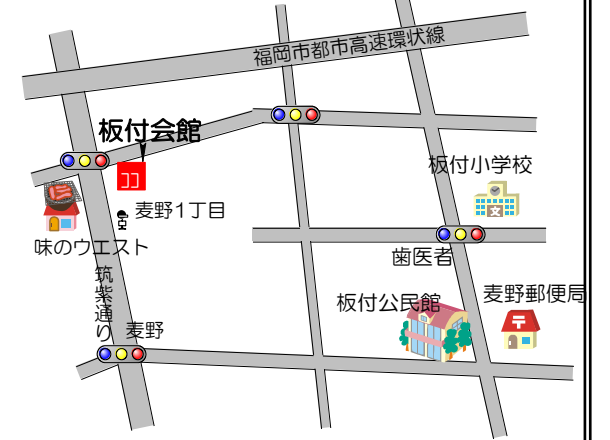 福岡市都市高速環状線
板付会館
ココ
板付小学校
文
麦野1丁目
味のウエスト
歯医者
筑紫通り
板付公民館
麦野郵便局
〒
麦野